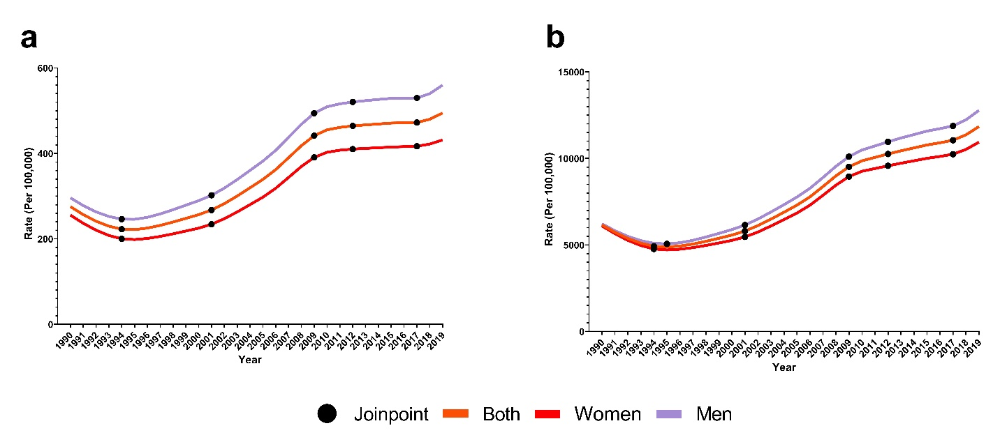 a
600
400
200
0
Rate (Per 100,000)
1990 1991 1992 1993 1994 1995 1996 1997 1998 1999 2000 2001 2002 2003 2004 2005 2006 2007 2008 2009 2010 2011 2012 2013 2014 2015 2016 2017 2018 2019
Year
b
15000
10000
5000
0
Rate (Per 100,000)
1990 1991 1992 1993 1994 1995 1996 1997 1998 1999 2000 2001 2002 2003 2004 2005 2006 2007 2008 2009 2010 2011 2012 2013 2014 2015 2016 2017 2018 2019
Year
Joinpoint Both Women Men